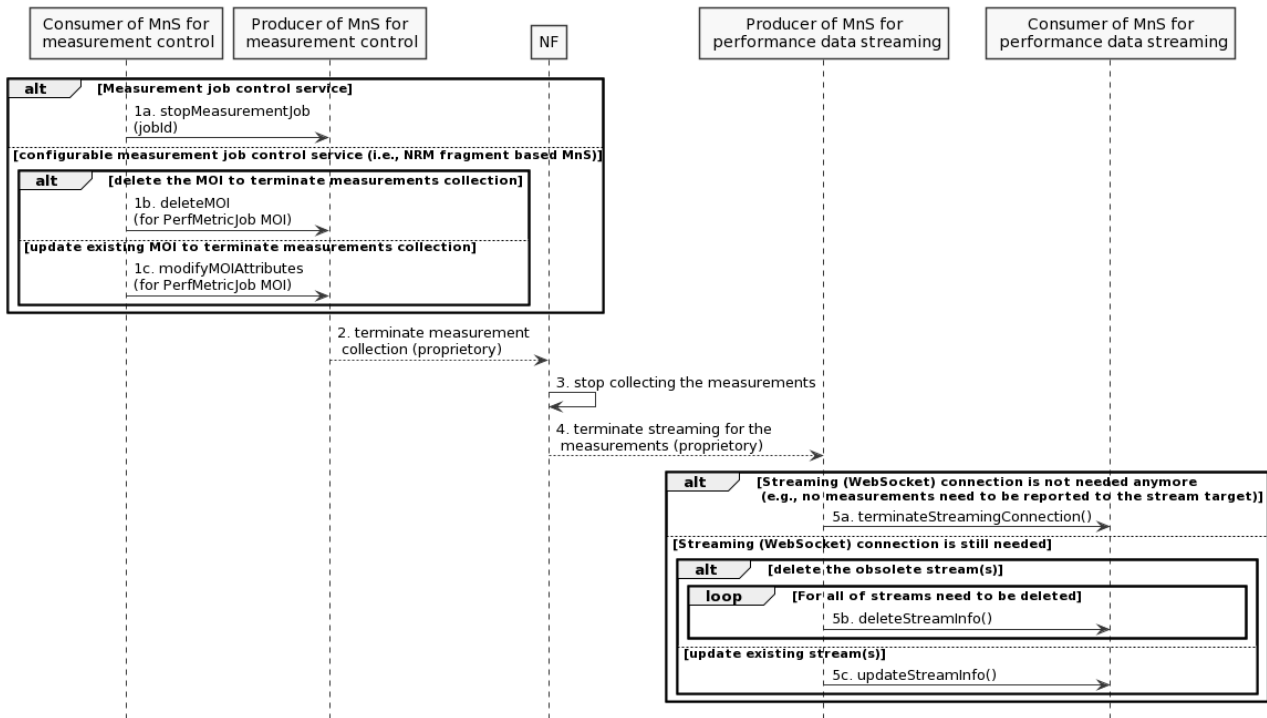 Consumer of MnS for
measurement control
Producer of MnS for
measurement control
NF
Producer of MnS for
performance data streaming
Consumer of MnS for
performance data streaming
alt [Measurement job control service]
1a. stopMeasurementJob
(jobId)
[configurable measurement job control service (i.e., NRM fragment based MnS)]
alt [delete the MOI to terminate measurements collection]
1b. deleteMOI
(for PerfMetricJob MOI)
[update existing MOI to terminate measurements collection]
1c. modifyMOIAttributes
(for PerfMetricJob MOI)
2. terminate measurement
collection (proprietory)
3. stop collecting the measurements
4. terminate streaming for the
measurements (proprietory)
alt [Streaming (WebSocket) connection is not needed anymore
(e.g., no measurements need to be reported to the stream target)]
5a. terminateStreamingConnection()
[Streaming (WebSocket) connection is still needed]
alt [delete the obsolete stream(s)]
loop [For all of streams need to be deleted]
5b. deleteStreamInfo()
[update existing stream(s)]
5c. updateStreamInfo()